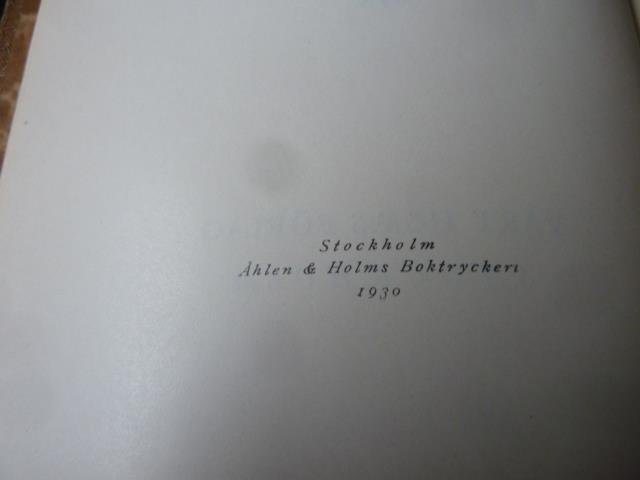 Stockholm
Åhlen & Holms Boktryckeri
1930